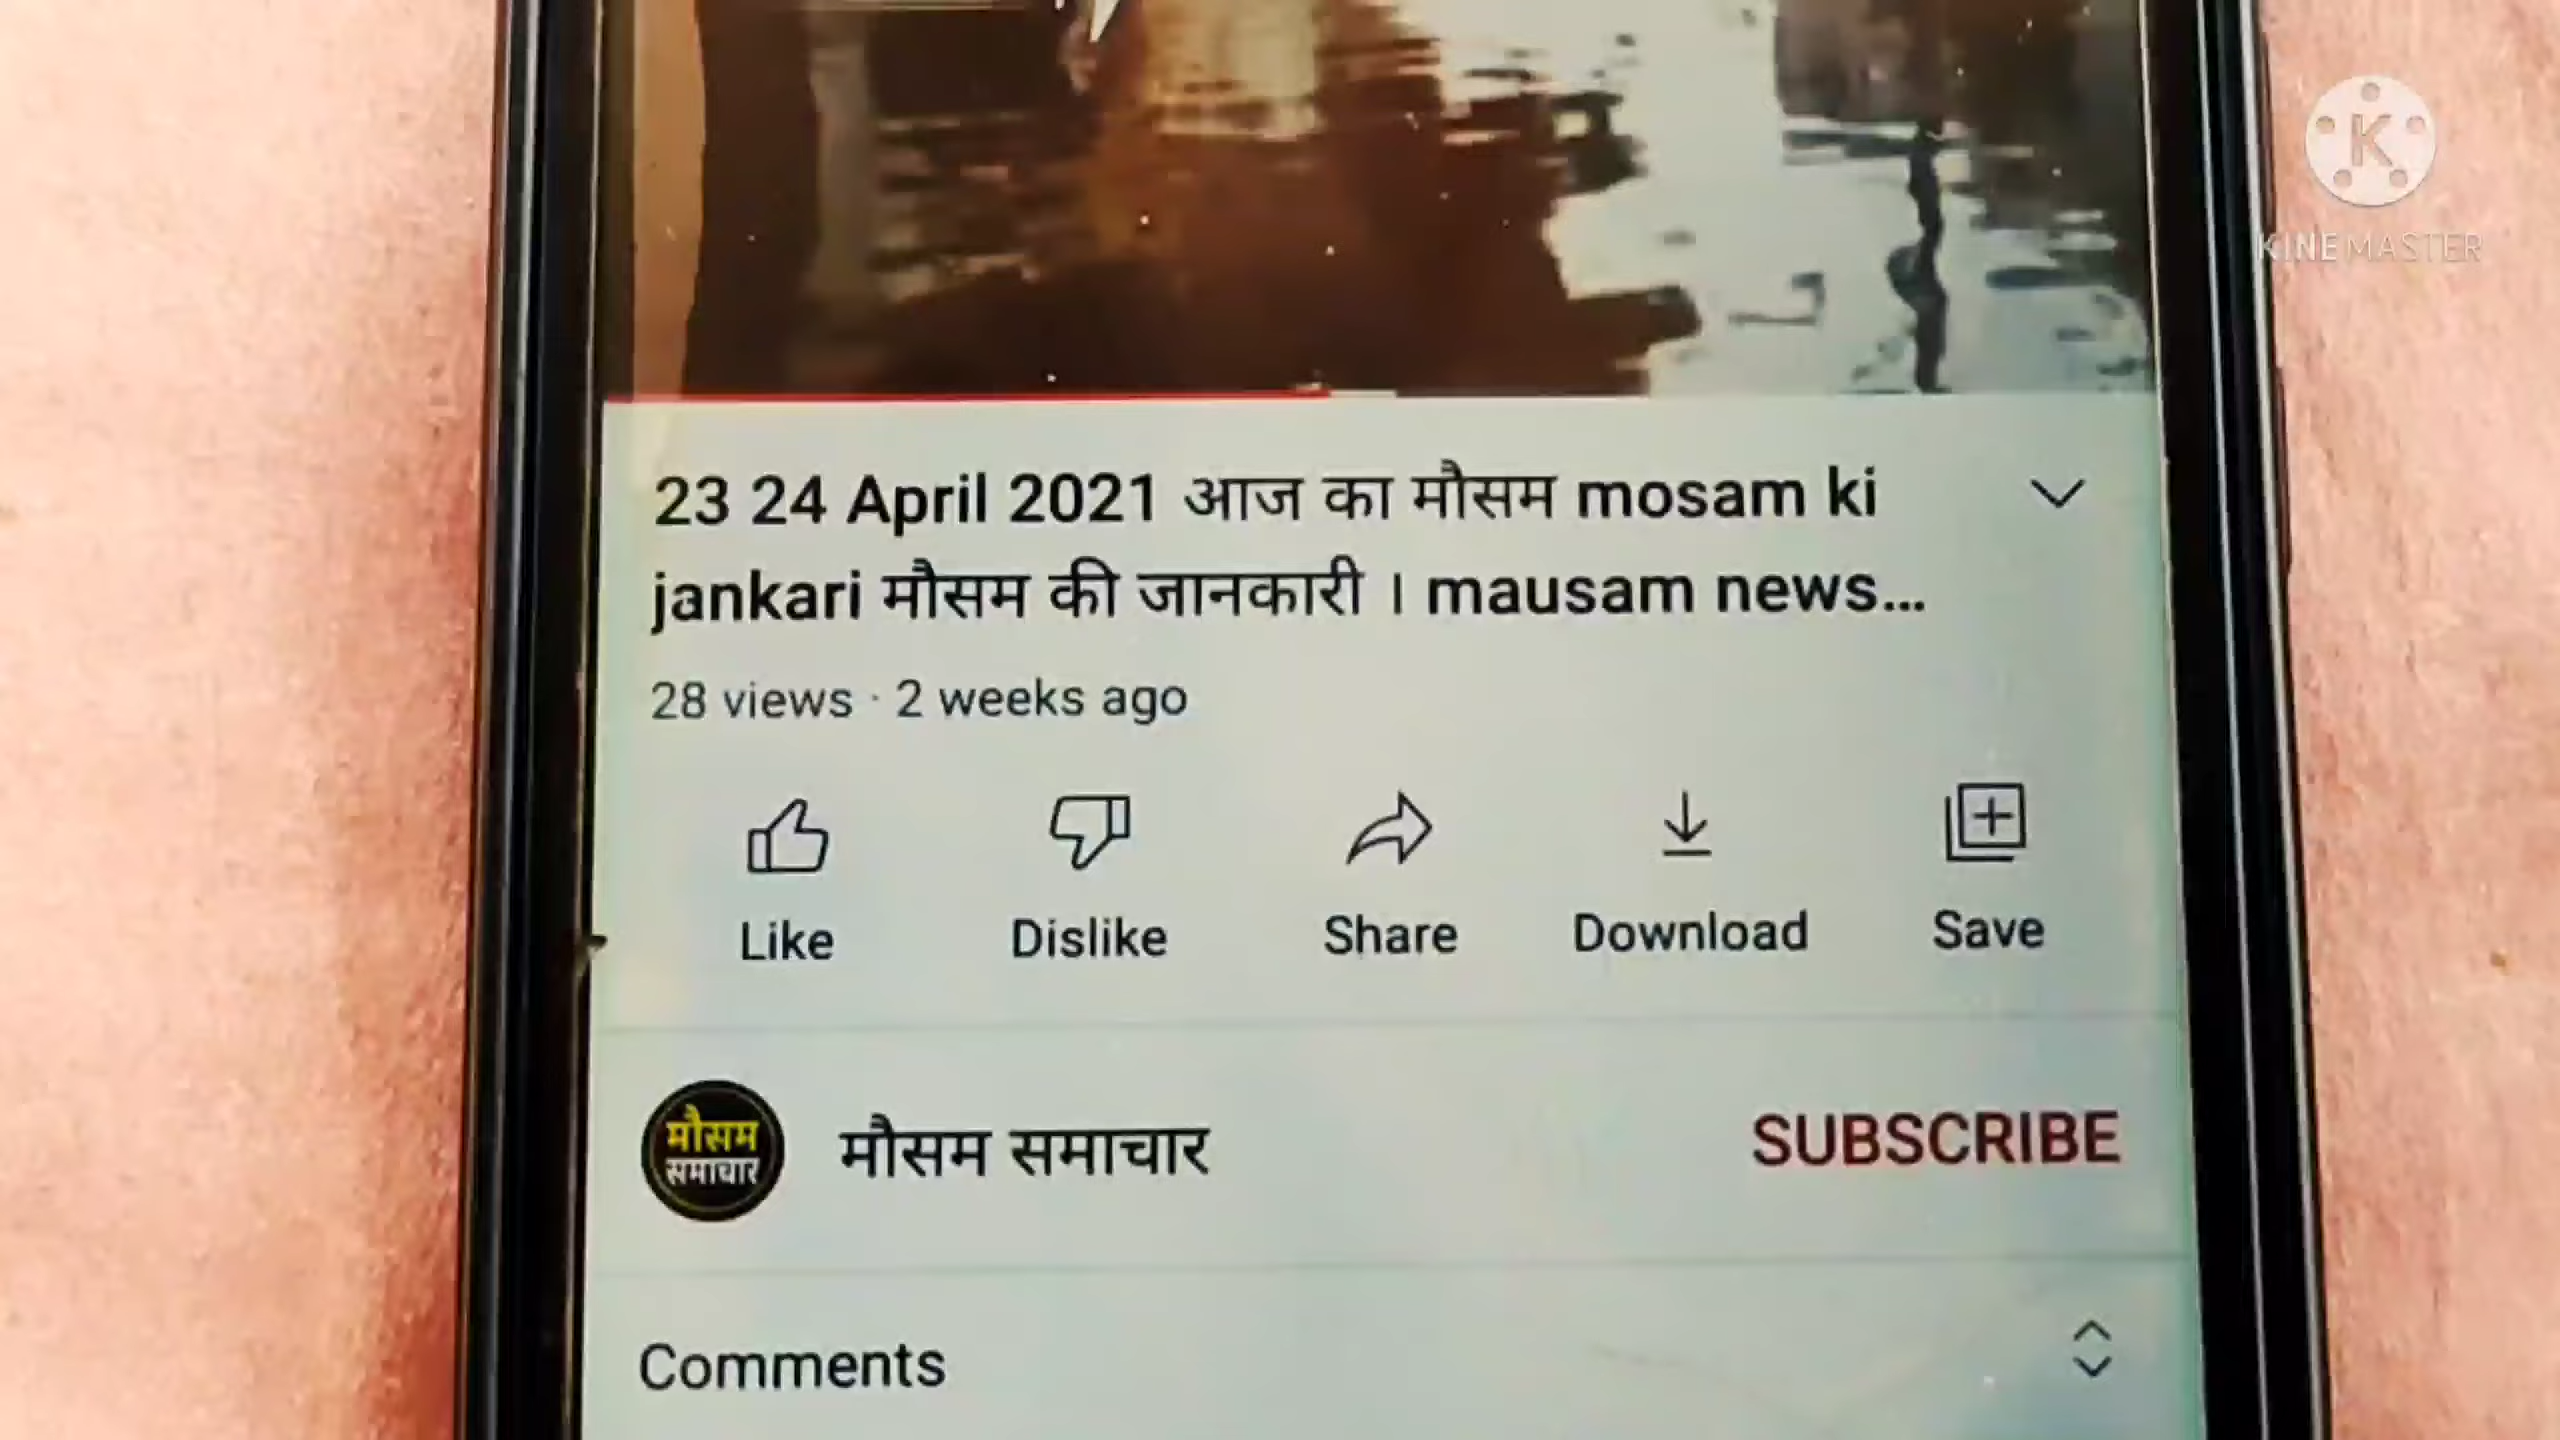 KINEMASTER
23 24 April 2021 आज का मौसम mosam ki
jankari मौसम की जानकारी । mausam news...
28 views · 2 weeks ago
Like Dislike Share Download Save
मौसम
समाचार
मौसम समाचार SUBSCRIBE
Comments